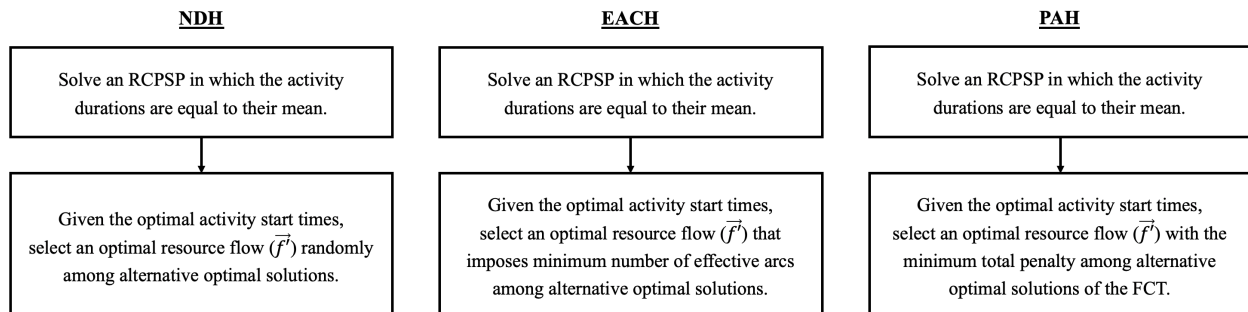 NDH
Solve an RCPSP in which the activity
durations are equal to their mean.
Given the optimal activity start times,
select an optimal resource flow (f⃗′) randomly
among alternative optimal solutions.
EACH
Solve an RCPSP in which the activity
durations are equal to their mean.
Given the optimal activity start times,
select an optimal resource flow (f⃗′) that
imposes minimum number of effective arcs
among alternative optimal solutions.
PAH
Solve an RCPSP in which the activity
durations are equal to their mean.
Given the optimal activity start times,
select an optimal resource flow (f⃗′) with the
minimum total penalty among alternative
optimal solutions of the FCT.